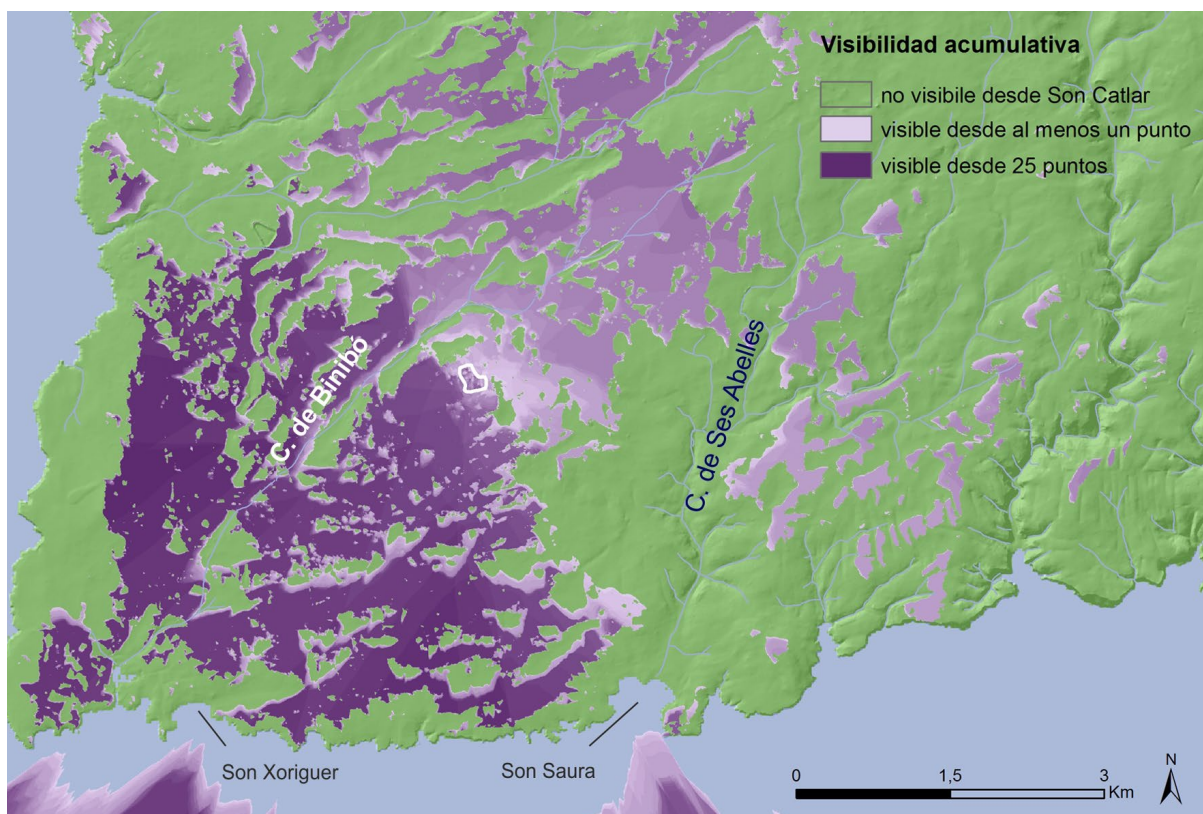 Visibilidad acumulativa
no visibile desde Son Catlar
visible desde al menos un punto
visible desde 25 puntos
C. de Binibo
C. de Ses Abelles
Son Xoriguer
Son Saura
0 1,5 3
Km
N